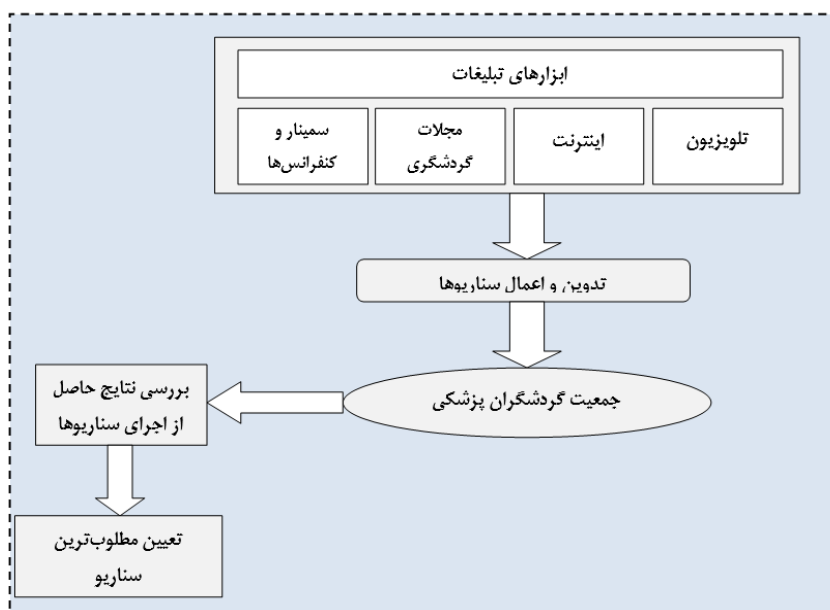 ابزارهای تبلیغات
تلویزیون
اینترنت
مجلات
گردشگری
سمینار و
کنفرانس‌ها
تدوین و اعمال سناریوها
جمعیت گردشگران پزشکی
بررسی نتایج حاصل
از اجرای سناریوها
تعیین مطلوب‌ترین
سناریو